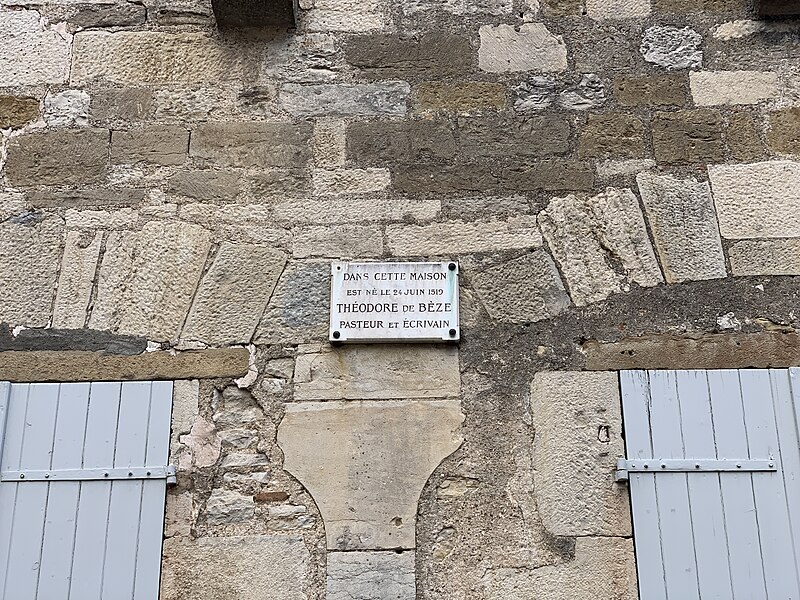 DANS CETTE MAISON
EST NÉ LE 24 JUIN 1519
THÉODORE DE BÈZE
PASTEUR ET ÉCRIVAIN